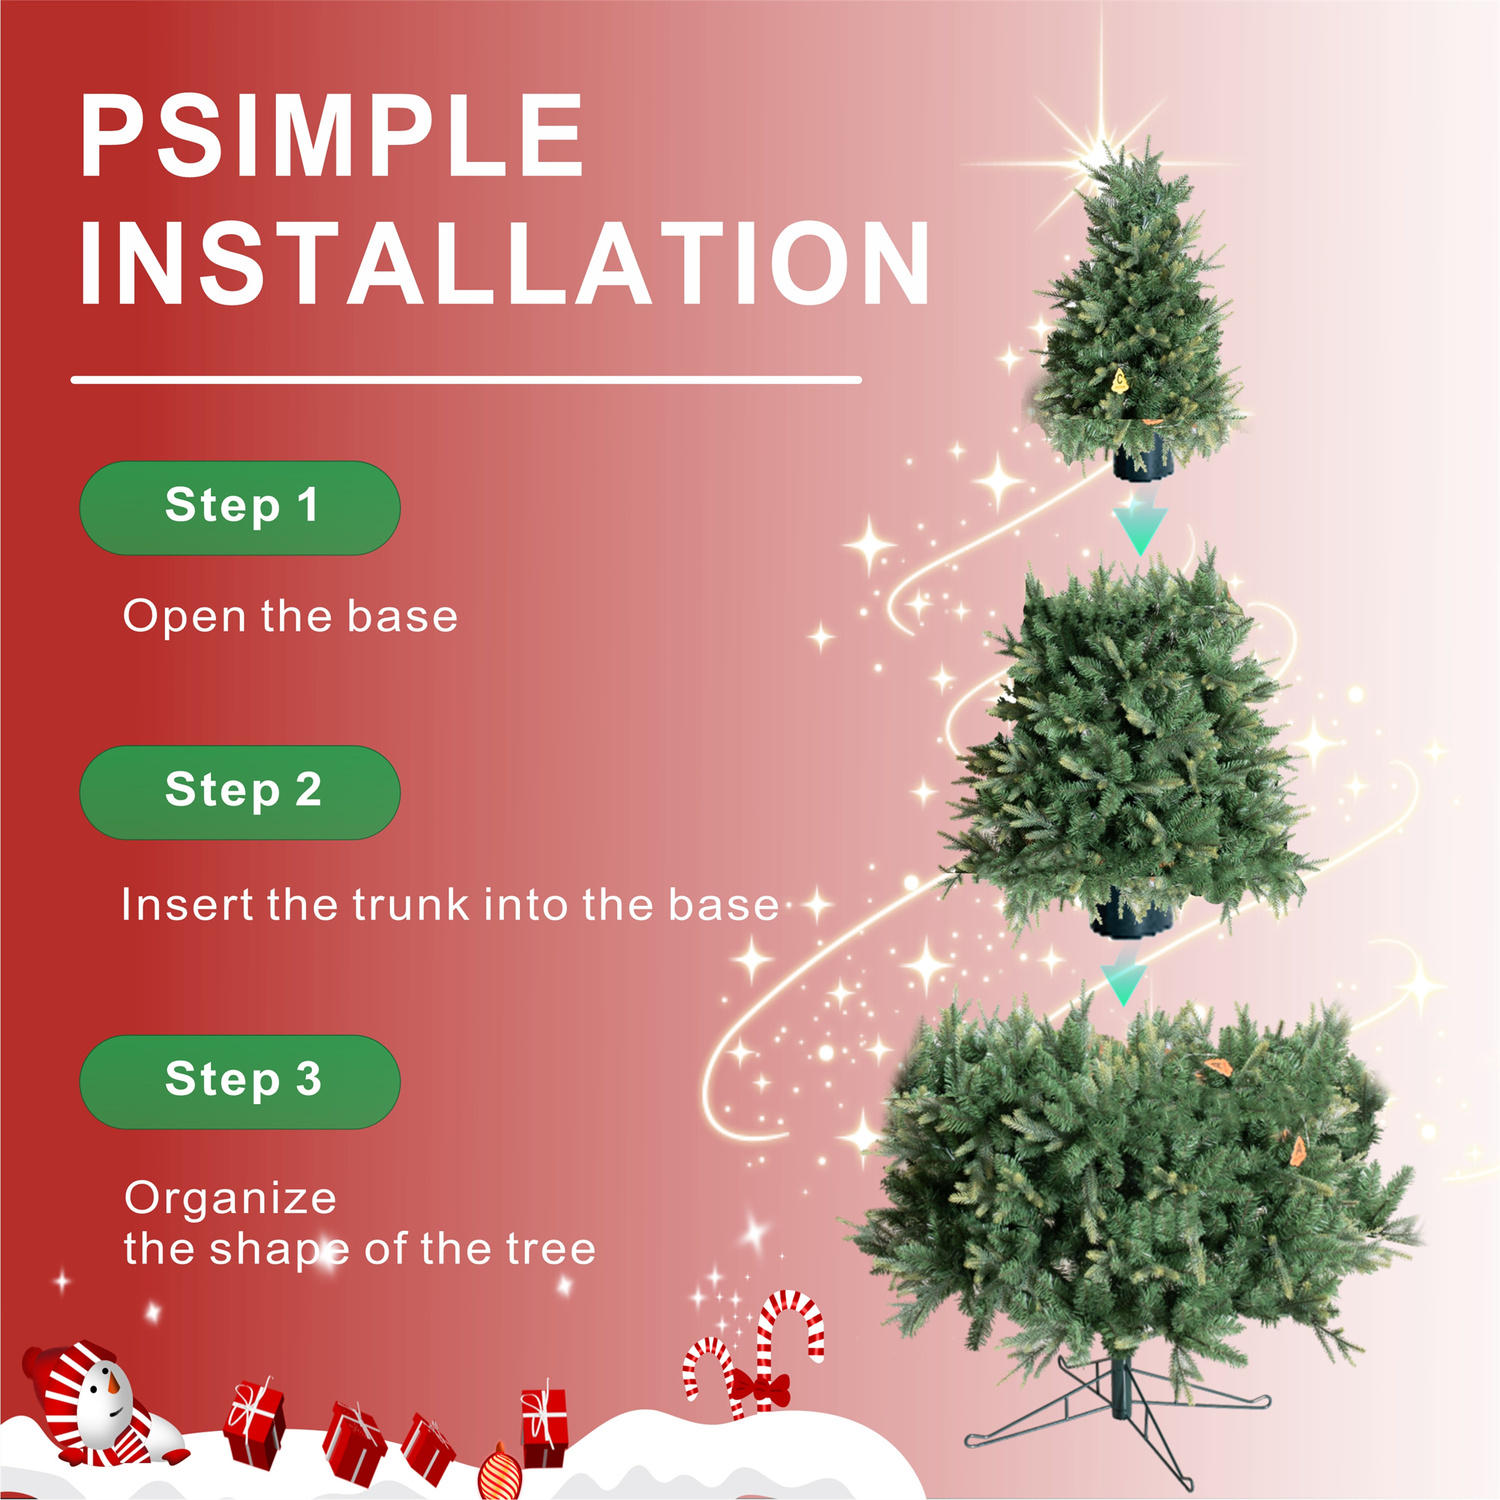 PSIMPLE
INSTALLATION
Step 1
Open the base
Step 2
Insert the trunk into the base
Step 3
Organize
the shape of the tree